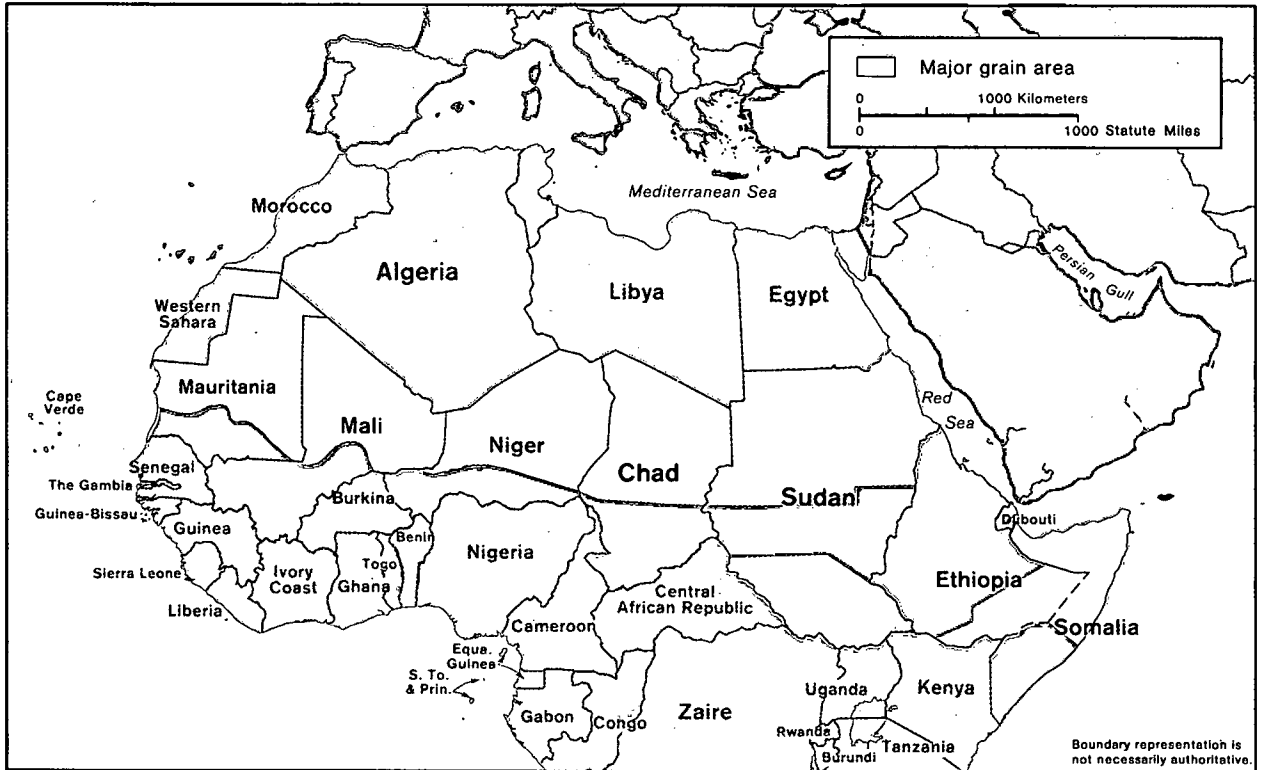 Major grain area
0 1000 Kilometers
0 1000 Statute Miles
Mediterranean Sea
Morocco
Algeria
Libya
Egypt
Persian
Gulf
Western
Sahara
Mauritania
Cape
Verde
Mali
Niger
Chad
Sudan
Red
Sea
Senegal
The Gambia
Guinea-Bissau
Guinea
Burkina
Benin
Nigeria
Djibouti
Sierra Leone
Ivory
Coast
Togo
Ghana
Liberia
Ethiopia
Central
African Republic
Cameroon
Somalia
Equa.
Guinea
S. To.
& Prin.
Gabon
Congo
Zaire
Uganda
Kenya
Rwanda
Burundi
Tanzania
Boundary representation is
not necessarily authoritative.